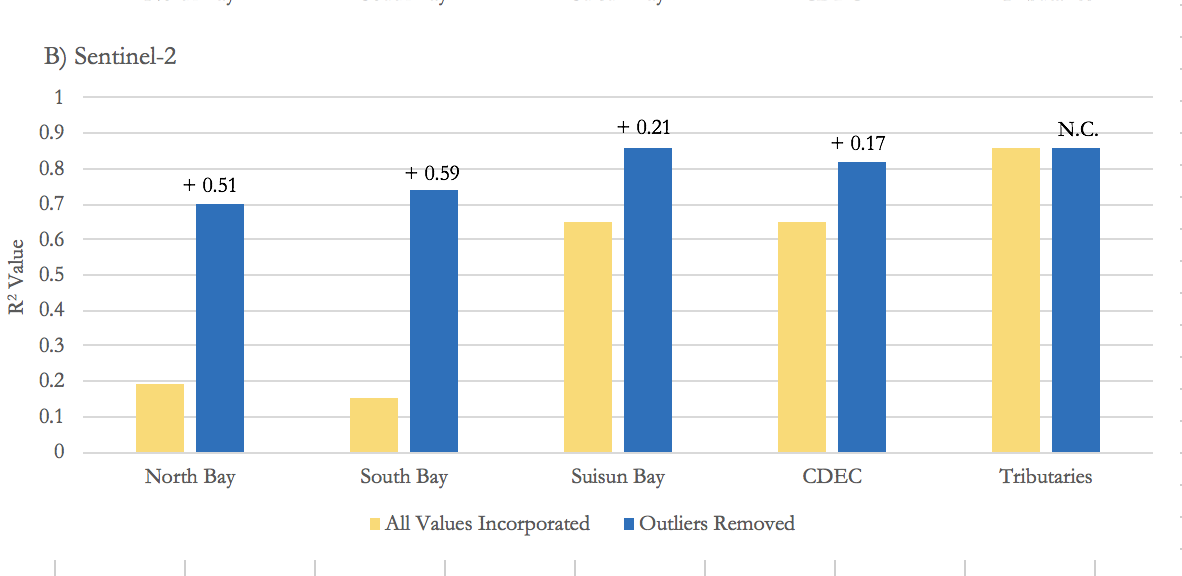 B) Sentinel-2
1
0.9
0.8
0.7
0.6
0.5
0.4
0.3
0.2
0.1
0
R² Value
+ 0.51
+ 0.59
+ 0.21
+ 0.17
N.C.
North Bay
South Bay
Suisun Bay
CDEC
Tributaries
All Values Incorporated
Outliers Removed